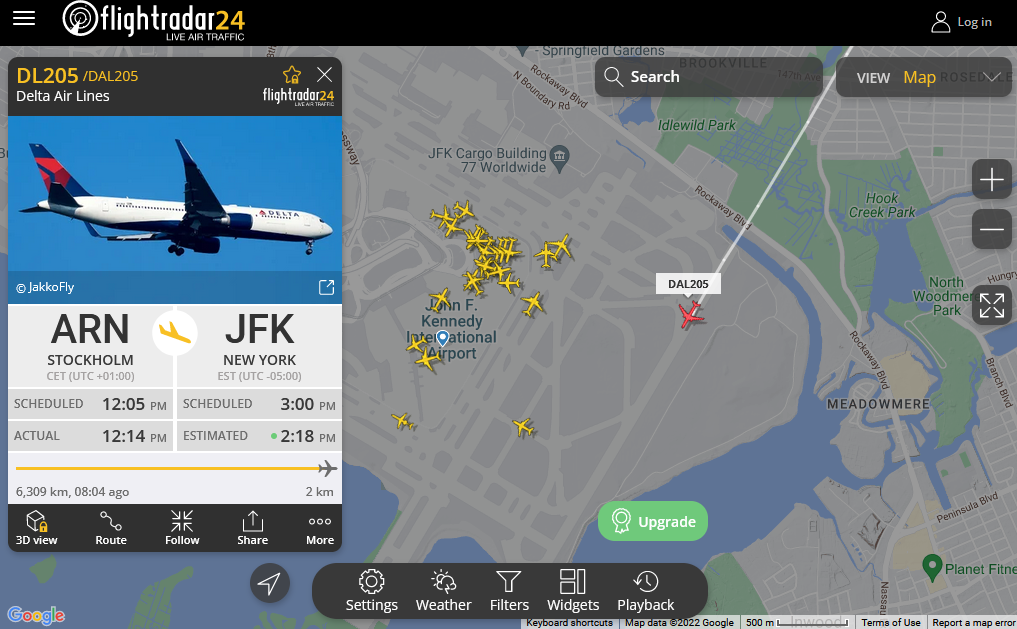 flightradar24
LIVE AIR TRAFFIC
Log in
DL205 /DAL205
Delta Air Lines
flightradar24
LIVE AIR TRAFFIC
DELTA
© JakkoFly
ARN
STOCKHOLM
CET (UTC +01:00)
JFK
NEW YORK
EST (UTC -05:00)
SCHEDULED 12:05 PM
SCHEDULED 3:00 PM
ACTUAL 12:14 PM
ESTIMATED 2:18 PM
6,309 km, 08:04 ago
2 km
3D view
Route
Follow
Share
More
Search
VIEW Map
Springfield Gardens
BROOKVILLE
147th Ave
ROSEDALE
N Boundary Rd
Rockaway Blvd
Idlewild Park
JFK Cargo Building
77 Worldwide
Rockaway Blvd
Hook
Creek Park
Hungry
North
Woodmere
Park
DAL205
John F.
Kennedy
International
Airport
Rockaway Blvd
Branch Blvd
MEADOWMERE
Peninsula Blvd
Upgrade
Planet Fitne
Nassau
Settings
Weather
Filters
Widgets
Playback
Inwood
Google
Keyboard shortcuts
Map data ©2022 Google
500 m
Terms of Use
Report a map error